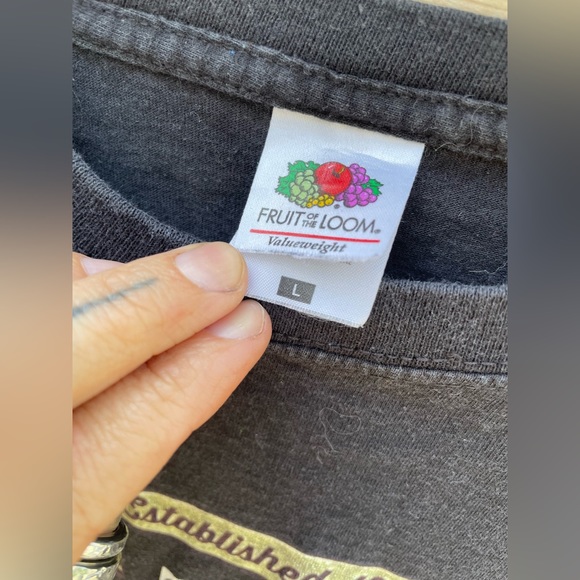 FRUIT OF THE LOOM®
Valueweight
L
Established